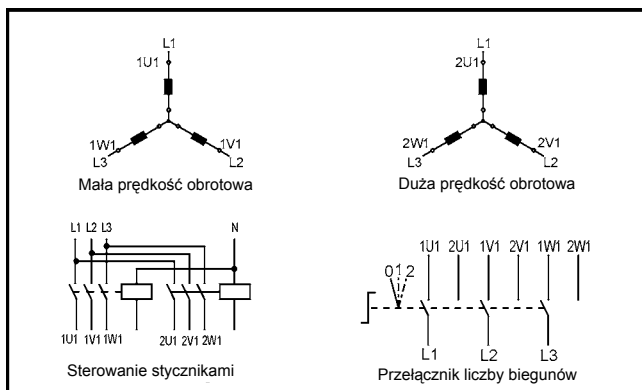 L1
1U1
1W1
1V1
L3
L2
Mała prędkość obrotowa
L1
2U1
2W1
2V1
L3
L2
Duża prędkość obrotowa
L1 L2 L3 N
1U1 1V1 1W1 2U1 2V1 2W1
Sterowanie stycznikami
1U1 2U1 1V1 2V1 1W1 2W1
0 1 2
L1 L2 L3
Przełącznik liczby biegunów